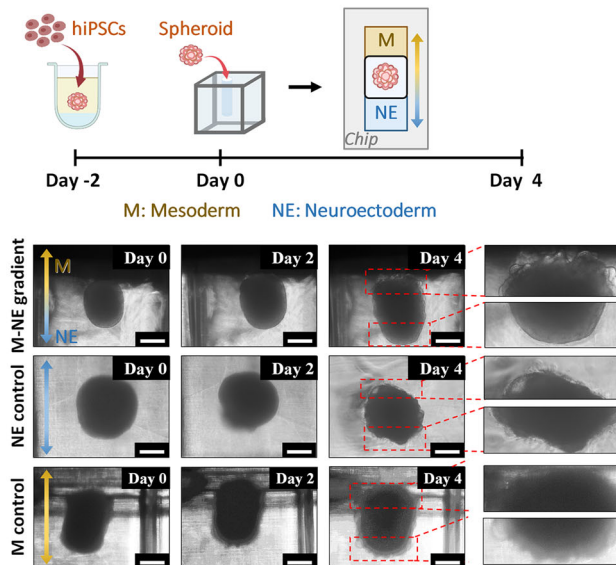 hiPSCs
Spheroid
M
NE
Chip
Day -2
Day 0
Day 4
M: Mesoderm
NE: Neuroectoderm
M-NE gradient
M
NE
Day 0
Day 2
Day 4
NE control
Day 0
Day 2
Day 4
M control
Day 0
Day 2
Day 4